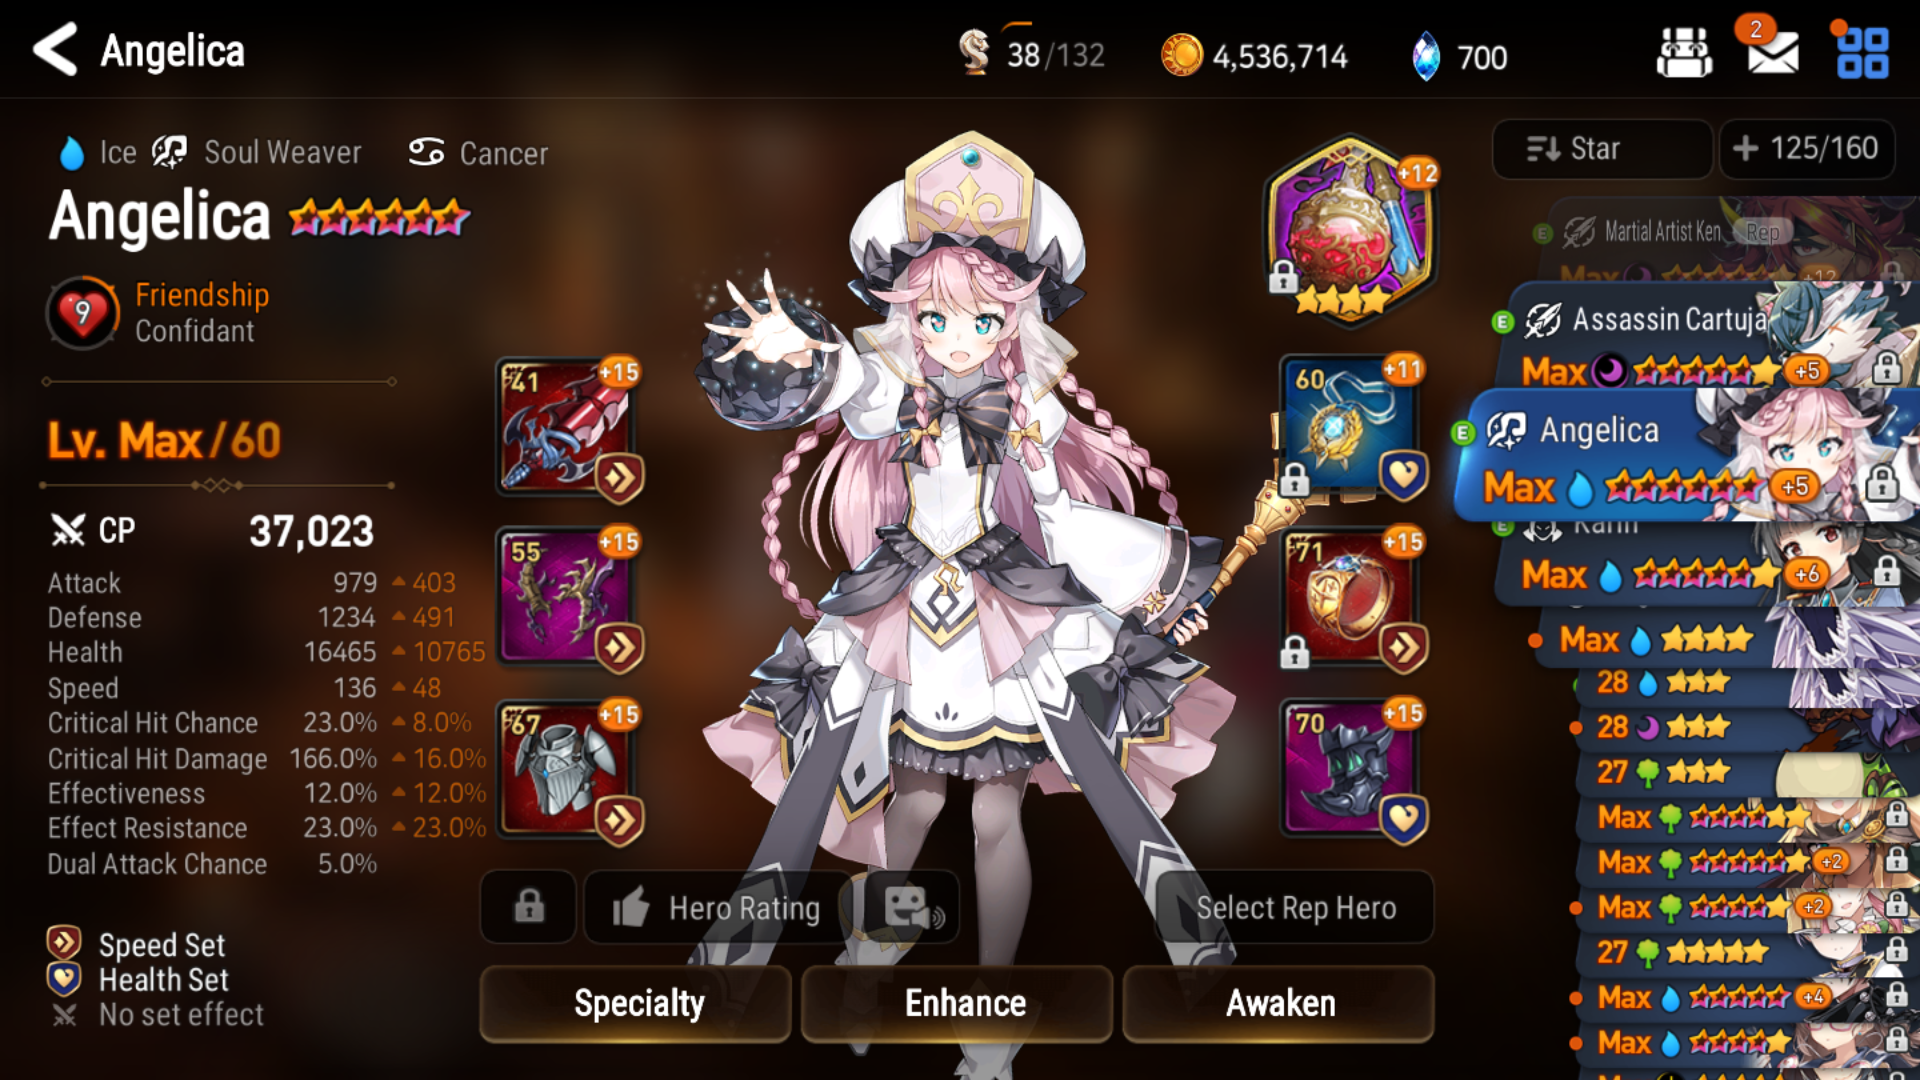 Angelica
38/132
4,536,714
700
2
Ice
Soul Weaver
Cancer
Angelica
9
Friendship
Confidant
Lv. Max/60
CP 37,023
Attack 979 403
Defense 1234 491
Health 16465 10765
Speed 136 48
Critical Hit Chance 23.0% 8.0%
Critical Hit Damage 166.0% 16.0%
Effectiveness 12.0% 12.0%
Effect Resistance 23.0% 23.0%
Dual Attack Chance 5.0%
Speed Set
Health Set
No set effect
41 +15
55 +15
67 +15
+12
60 +11
71 +15
70 +15
Hero Rating
Select Rep Hero
Specialty
Enhance
Awaken
Star
125/160
E Martial Artist Ken Rep
Max +12
E Assassin Cartuja
Max +5
E Angelica
Max +5
E
Max +6
Max
28
28
27
Max
Max +2
Max +2
27
Max +4
Max